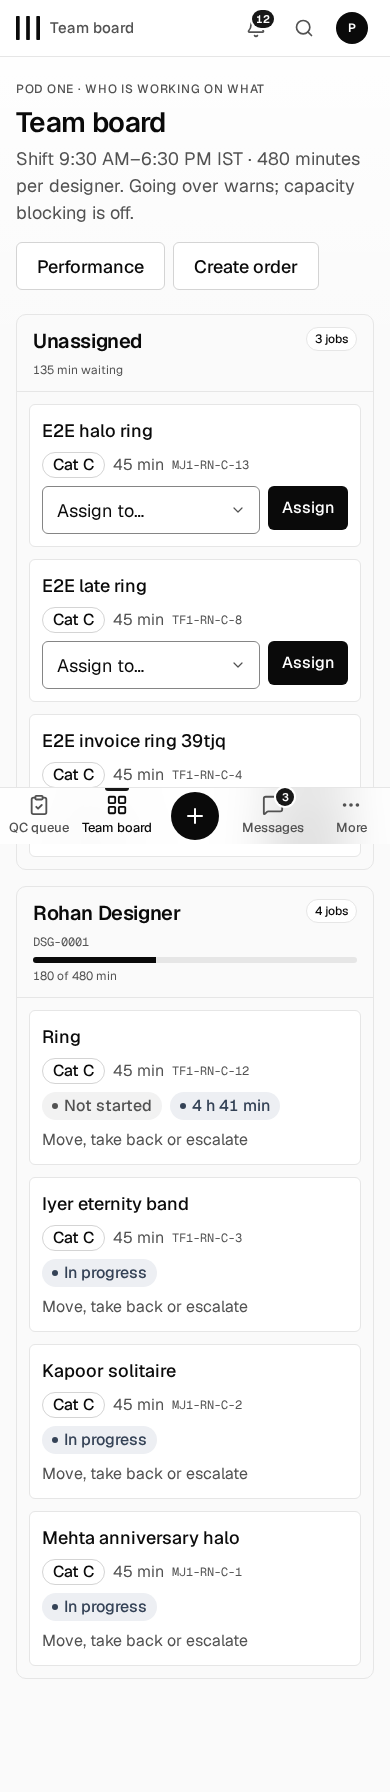 Team board
12
P
POD ONE · WHO IS WORKING ON WHAT
Team board
Shift 9:30 AM–6:30 PM IST · 480 minutes
per designer. Going over warns; capacity
blocking is off.
Performance
Create order
Unassigned
3 jobs
135 min waiting
E2E halo ring
Cat C 45 min MJ1-RN-C-13
Assign to…
Assign
E2E late ring
Cat C 45 min TF1-RN-C-8
Assign to…
Assign
E2E invoice ring 39tjq
Cat C 45 min TF1-RN-C-4
QC queue
Team board
3
Messages
More
Rohan Designer
4 jobs
DSG-0001
180 of 480 min
Ring
Cat C 45 min TF1-RN-C-12
Not started 4 h 41 min
Move, take back or escalate
Iyer eternity band
Cat C 45 min TF1-RN-C-3
In progress
Move, take back or escalate
Kapoor solitaire
Cat C 45 min MJ1-RN-C-2
In progress
Move, take back or escalate
Mehta anniversary halo
Cat C 45 min MJ1-RN-C-1
In progress
Move, take back or escalate